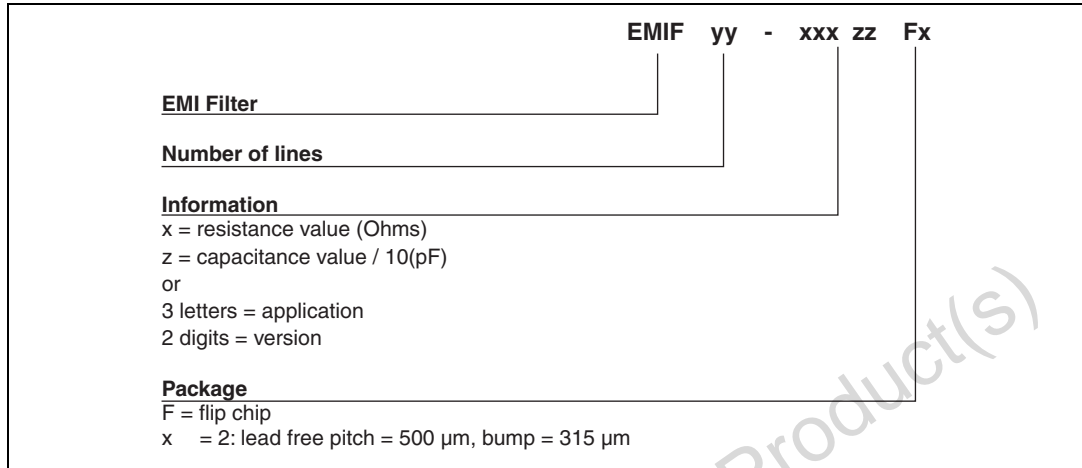 EMIF yy - xxx zz Fx
EMI Filter
Number of lines
Information
x = resistance value (Ohms)
z = capacitance value / 10(pF)
or
3 letters = application
2 digits = version
Package
F = flip chip
x = 2: lead free pitch = 500 µm, bump = 315 µm
Product(s)